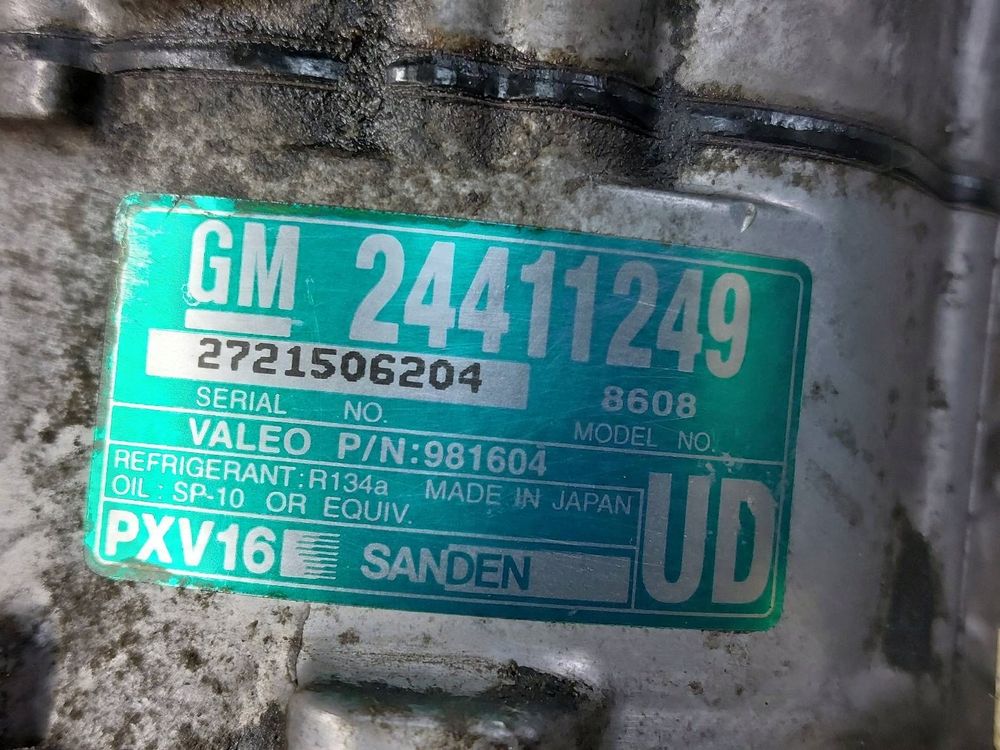 GM 24411249
2721506204 8608
SERIAL NO. MODEL NO.
VALEO P/N:981604
REFRIGERANT:R134a MADE IN JAPAN
OIL : SP-10 OR EQUIV.
PXV16 SANDEN UD